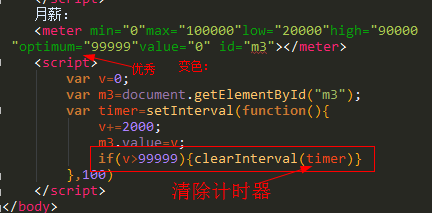 </script>
月薪：
<meter min="0"max="100000"low="20000"high="90000
"optimum="99999"value="0" id="m3"></meter>
优秀 变色：
<script>
var v=0;
var m3=document.getElementById("m3");
var timer=setInterval(function(){
v+=2000;
m3.value=v;
if(v>99999){clearInterval(timer)}
},100)
清除计时器
</script>
</body>